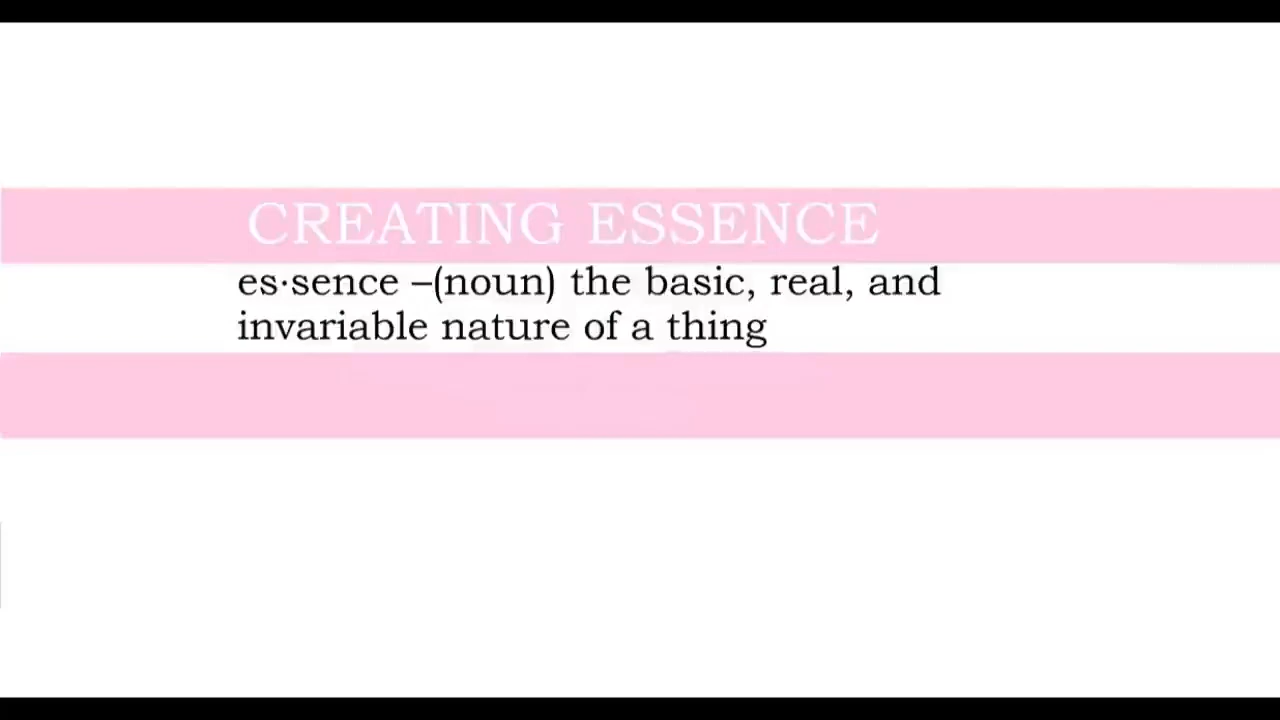 CREATING ESSENCE
es·sence –(noun) the basic, real, and
invariable nature of a thing